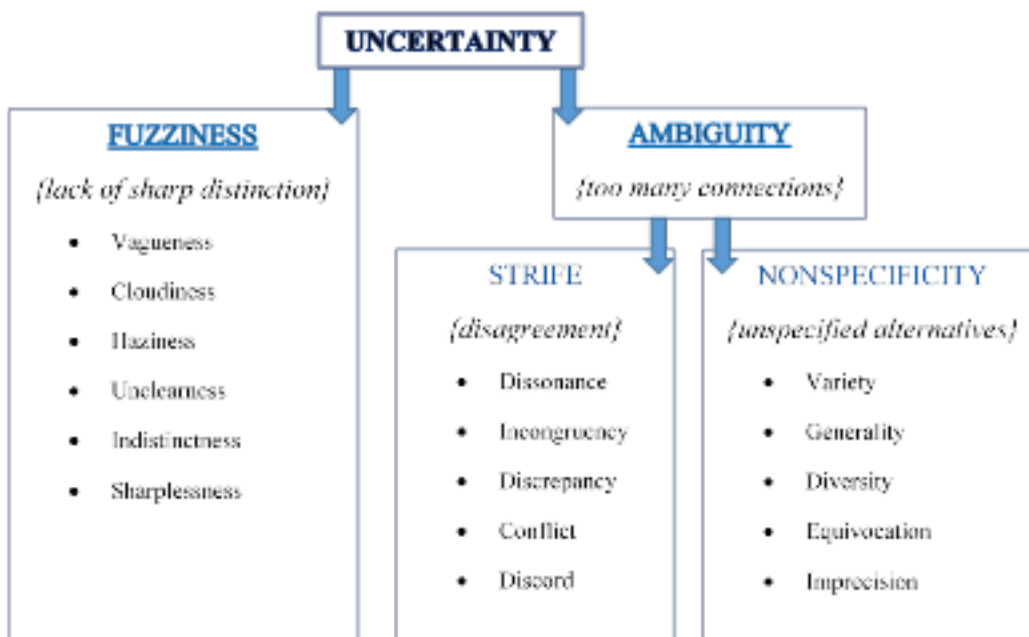 UNCERTAINTY
FUZZINESS
{lack of sharp distinction}
• Vagueness
• Cloudiness
• Haziness
• Unclearness
• Indistinctness
• Sharplessness
AMBIGUITY
{too many connections}
STRIFE
{disagreement}
• Dissonance
• Incongruency
• Discrepancy
• Conflict
• Discord
NONSPECIFICITY
{unspecified alternatives}
• Variety
• Generality
• Diversity
• Equivocation
• Imprecision